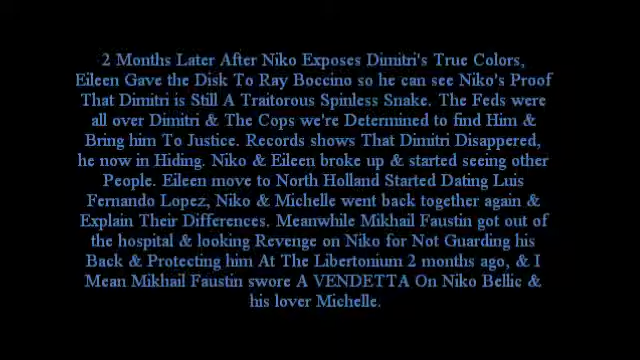 2 Months Later After Niko Exposes Dimitri's True Colors,
Eileen Gave the Disk To Ray Boccino so he can see Niko's Proof
That Dimitri is Still A Traitorous Spinless Snake. The Feds were
all over Dimitri & The Cops we're Determined to find Him &
Bring him To Justice. Records shows That Dimitri Disappered,
he now in Hiding. Niko & Eileen broke up & started seeing other
People. Eileen move to North Holland Started Dating Luis
Fernando Lopez, Niko & Michelle went back together again &
Explain Their Differences. Meanwhile Mikhail Faustin got out of
the hospital & looking Revenge on Niko for Not Guarding his
Back & Protecting him At The Libertonium 2 months ago, & I
Mean Mikhail Faustin swore A VENDETTA On Niko Bellic &
his lover Michelle.